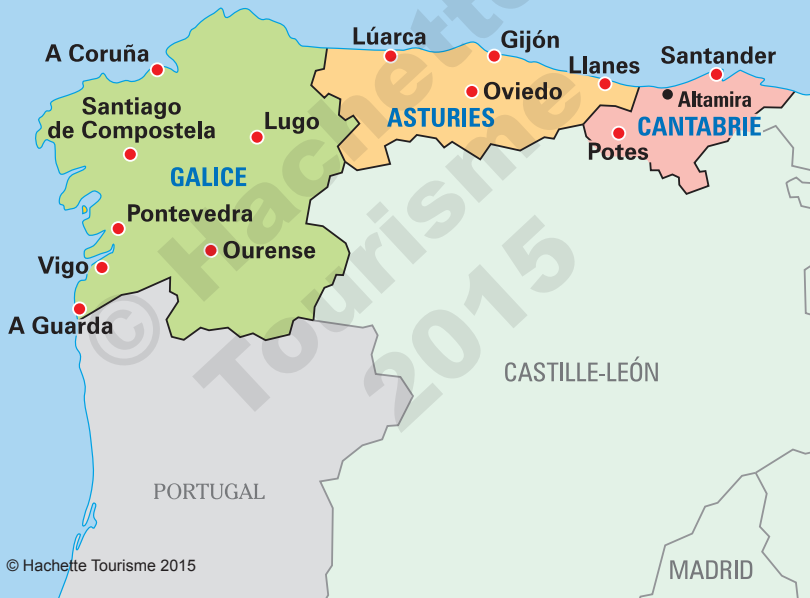 Lúarca
Gijón
A Coruña
Llanes
Santander
Santiago
de Compostela
Lugo
Oviedo
Altamira
ASTURIES
CANTABRIE
Potes
GALICE
Pontevedra
Ourense
Vigo
A Guarda
CASTILLE-LEÓN
PORTUGAL
MADRID
© Hachette
Tourisme
2015
© Hachette Tourisme 2015